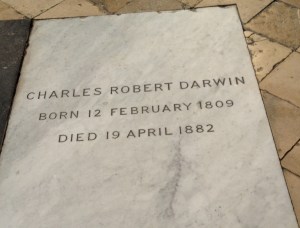 CHARLES ROBERT DARWIN
BORN 12 FEBRUARY 1809
DIED 19 APRIL 1882